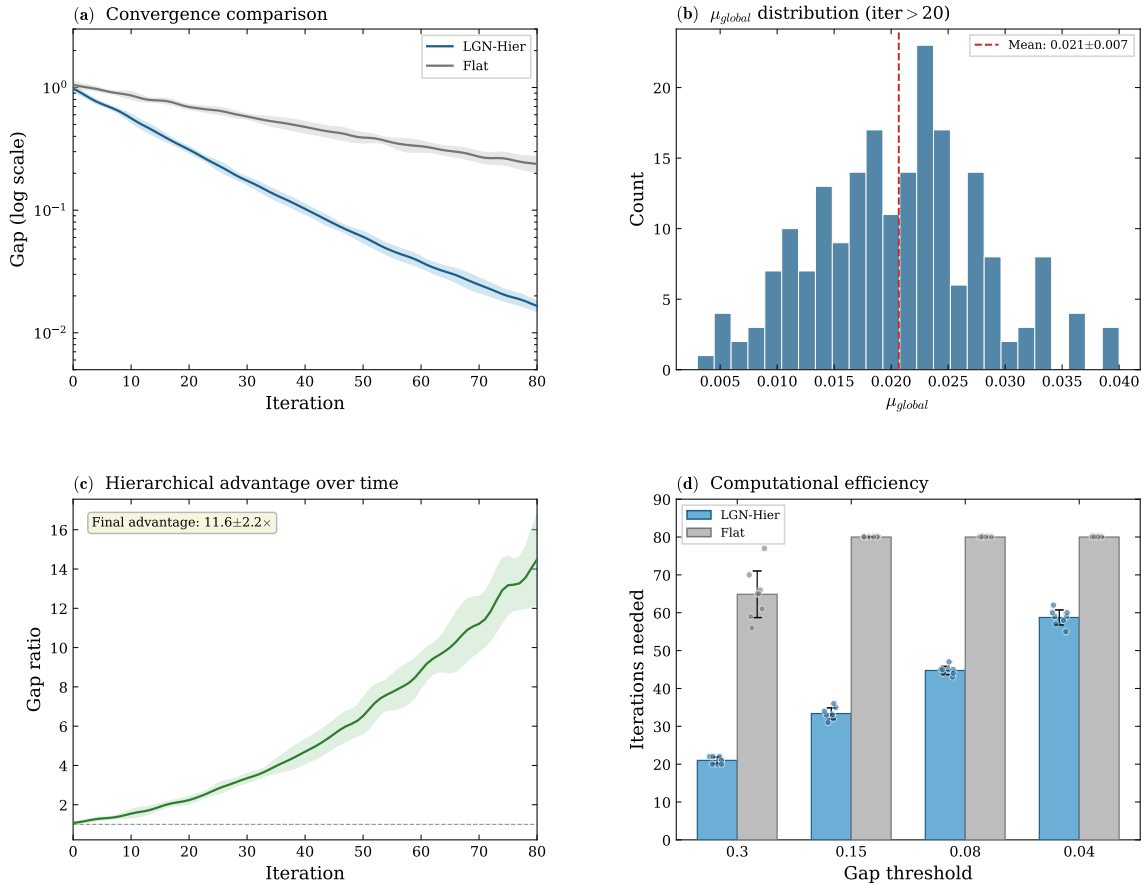 (a) Convergence comparison
LGN-Hier
Flat
Gap (log scale)
10⁰
10⁻¹
10⁻²
0 10 20 30 40 50 60 70 80
Iteration
(b) μ_global distribution (iter > 20)
Mean: 0.021±0.007
Count
20
15
10
5
0
0.005 0.010 0.015 0.020 0.025 0.030 0.035 0.040
μ_global
(c) Hierarchical advantage over time
Final advantage: 11.6±2.2×
Gap ratio
16
14
12
10
8
6
4
2
0 10 20 30 40 50 60 70 80
Iteration
(d) Computational efficiency
LGN-Hier
Flat
Iterations needed
90
80
70
60
50
40
30
20
10
0
0.3 0.15 0.08 0.04
Gap threshold